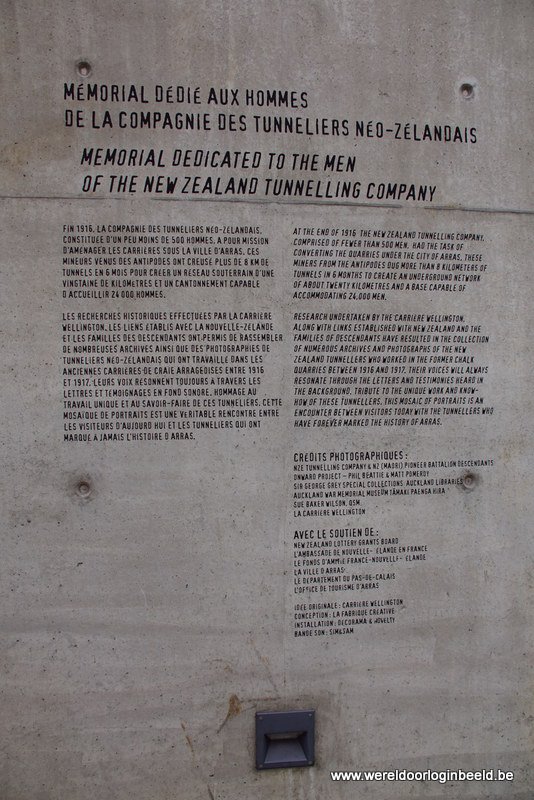 MÉMORIAL DÉDIÉ AUX HOMMES
DE LA COMPAGNIE DES TUNNELIERS NÉO-ZÉLANDAIS
MEMORIAL DEDICATED TO THE MEN
OF THE NEW ZEALAND TUNNELLING COMPANY
FIN 1916, LA COMPAGNIE DES TUNNELIERS NÉO-ZÉLANDAIS,
CONSTITUÉE D'UN PEU MOINS DE 500 HOMMES, A POUR MISSION
D'AMÉNAGER LES CARRIÈRES SOUS LA VILLE D'ARRAS. CES
MINEURS VENUS DES ANTIPODES ONT CREUSÉ PLUS DE 8 KM DE
TUNNELS EN 6 MOIS POUR CRÉER UN RÉSEAU SOUTERRAIN D'UNE
VINGTAINE DE KILOMÈTRES ET UN CANTONNEMENT CAPABLE
D'ACCUEILLIR 24 000 HOMMES.
LES RECHERCHES HISTORIQUES EFFECTUÉES PAR LA CARRIÈRE
WELLINGTON, LES LIENS ÉTABLIS AVEC LA NOUVELLE-ZÉLANDE
ET LES FAMILLES DES DESCENDANTS ONT PERMIS DE RASSEMBLER
DE NOMBREUSES ARCHIVES AINSI QUE DES PHOTOGRAPHIES DE
TUNNELIERS NÉO-ZÉLANDAIS QUI ONT TRAVAILLÉ DANS LES
ANCIENNES CARRIÈRES DE CRAIE ARRAGEOISES ENTRE 1916
ET 1917. LEURS VOIX RÉSONNENT TOUJOURS À TRAVERS LES
LETTRES ET TÉMOIGNAGES EN FOND SONORE. HOMMAGE AU
TRAVAIL UNIQUE ET AU SAVOIR-FAIRE DE CES TUNNELIERS, CETTE
MOSAÏQUE DE PORTRAITS EST UNE VÉRITABLE RENCONTRE ENTRE
LES VISITEURS D'AUJOURD'HUI ET LES TUNNELIERS QUI ONT
MARQUÉ À JAMAIS L'HISTOIRE D'ARRAS.
AT THE END OF 1916 THE NEW ZEALAND TUNNELLING COMPANY,
COMPRISED OF FEWER THAN 500 MEN, HAD THE TASK OF
CONVERTING THE QUARRIES UNDER THE CITY OF ARRAS. THESE
MINERS FROM THE ANTIPODES DUG MORE THAN 8 KILOMETERS OF
TUNNELS IN 6 MONTHS TO CREATE AN UNDERGROUND NETWORK
OF ABOUT TWENTY KILOMETRES AND A BASE CAPABLE OF
ACCOMMODATING 24,000 MEN.
RESEARCH UNDERTAKEN BY THE CARRIÈRE WELLINGTON,
ALONG WITH LINKS ESTABLISHED WITH NEW ZEALAND AND THE
FAMILIES OF DESCENDANTS HAVE RESULTED IN THE COLLECTION
OF NUMEROUS ARCHIVES AND PHOTOGRAPHS OF THE NEW
ZEALAND TUNNELLERS WHO WORKED IN THE FORMER CHALK
QUARRIES BETWEEN 1916 AND 1917. THEIR VOICES WILL ALWAYS
RESONATE THROUGH THE LETTERS AND TESTIMONIES HEARD IN
THE BACKGROUND. TRIBUTE TO THE UNIQUE WORK AND KNOW-
HOW OF THESE TUNNELLERS, THIS MOSAIC OF PORTRAITS IS AN
ENCOUNTER BETWEEN VISITORS TODAY WITH THE TUNNELLERS WHO
HAVE FOREVER MARKED THE HISTORY OF ARRAS.
CRÉDITS PHOTOGRAPHIQUES :
NZE TUNNELLING COMPANY & NZ (MAORI) PIONEER BATTALION DESCENDANTS
ONWARD PROJECT – PHIL BEATTIE & MATT POMEROY
SIR GEORGE GREY SPECIAL COLLECTIONS, AUCKLAND LIBRARIES
AUCKLAND WAR MEMORIAL MUSEUM TĀMAKI PAENGA HIRA
SUE BAKER WILSON, QSM.
LA CARRIÈRE WELLINGTON
AVEC LE SOUTIEN DE :
NEW ZEALAND LOTTERY GRANTS BOARD
L'AMBASSADE DE NOUVELLE- ÉLANDE EN FRANCE
LE FONDS D'AMITIÉ FRANCE-NOUVELLE- ÉLANDE
LA VILLE D'ARRAS
LE DÉPARTEMENT DU PAS-DE-CALAIS
L'OFFICE DE TOURISME D'ARRAS
IDÉE ORIGINALE : CARRIÈRE WELLINGTON
CONCEPTION : LA FABRIQUE CRÉATIVE
INSTALLATION : DECORAMA & NOVELTY
BANDE SON : SIM&SAM
www.wereldoorloginbeeld.be